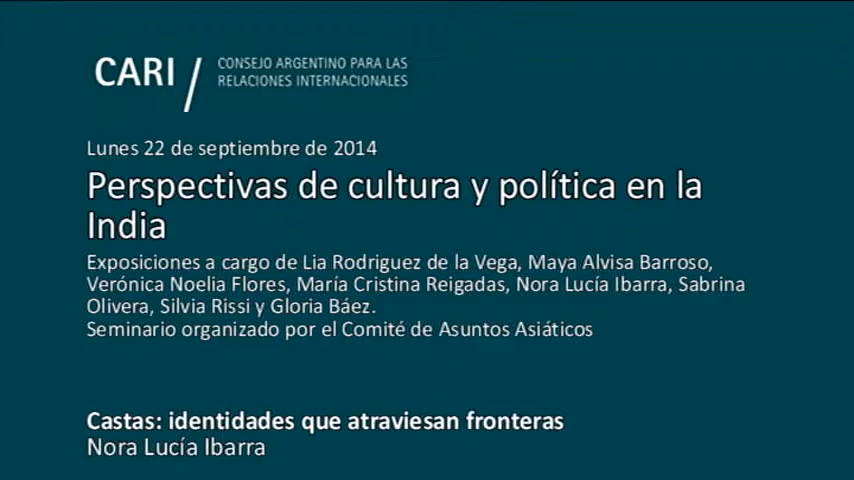 CARI
CONSEJO ARGENTINO PARA LAS
RELACIONES INTERNACIONALES
Lunes 22 de septiembre de 2014
Perspectivas de cultura y política en la
India
Exposiciones a cargo de Lia Rodriguez de la Vega, Maya Alvisa Barroso,
Verónica Noelia Flores, María Cristina Reigadas, Nora Lucía Ibarra, Sabrina
Olivera, Silvia Rissi y Gloria Báez.
Seminario organizado por el Comité de Asuntos Asiáticos
Castas: identidades que atraviesan fronteras
Nora Lucía Ibarra